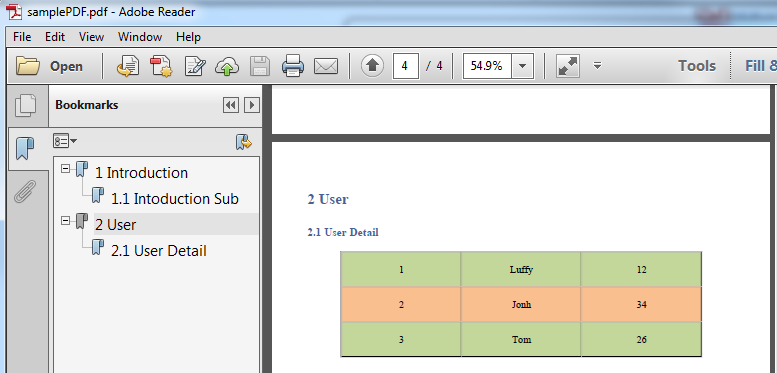 samplePDF.pdf - Adobe Reader
File Edit View Window Help
Open 4 / 4 54.9% Tools Fill &
Bookmarks
1 Introduction
1.1 Intoduction Sub
2 User
2.1 User Detail
2 User
2.1 User Detail
1 Luffy 12
2 Jonh 34
3 Tom 26